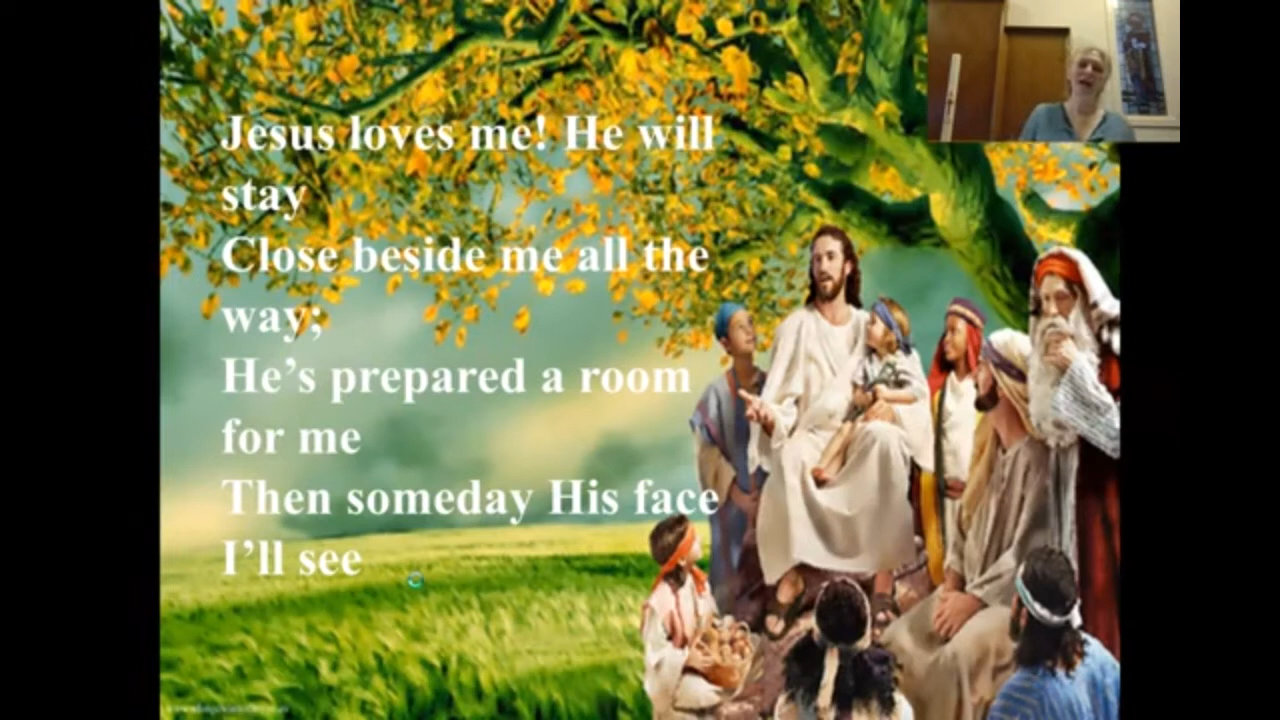 Jesus loves me! He will
stay
Close beside me all the
way;
He’s prepared a room
for me
Then someday His face
I’ll see